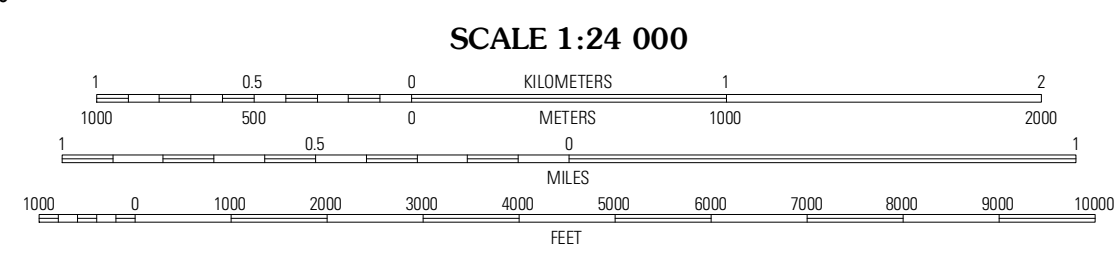 SCALE 1:24 000
1 0.5 0 KILOMETERS 1 2
1000 500 0 METERS 1000 2000
1 0.5 0 1
MILES
1000 0 1000 2000 3000 4000 5000 6000 7000 8000 9000 10000
FEET